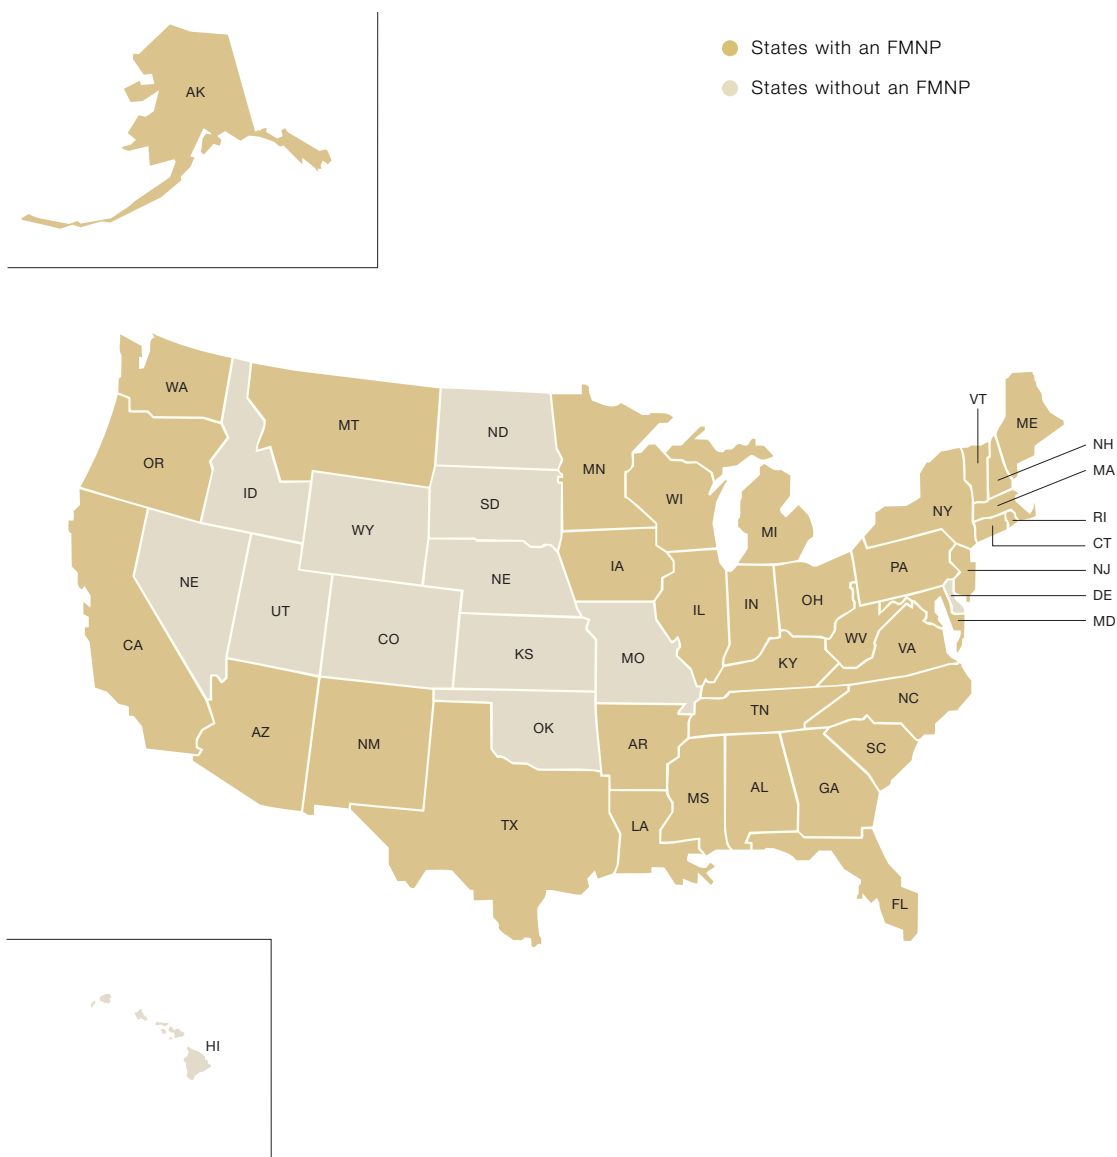 States with an FMNP
States without an FMNP
AK
WA
MT
ND
MN
VT
ME
NH
MA
OR
ID
SD
WI
NY
RI
WY
MI
CT
NE
UT
NE
IA
PA
NJ
DE
MD
CO
KS
MO
IL
IN
OH
WV
VA
CA
KY
NC
AZ
NM
OK
AR
TN
SC
TX
LA
MS
AL
GA
FL
HI